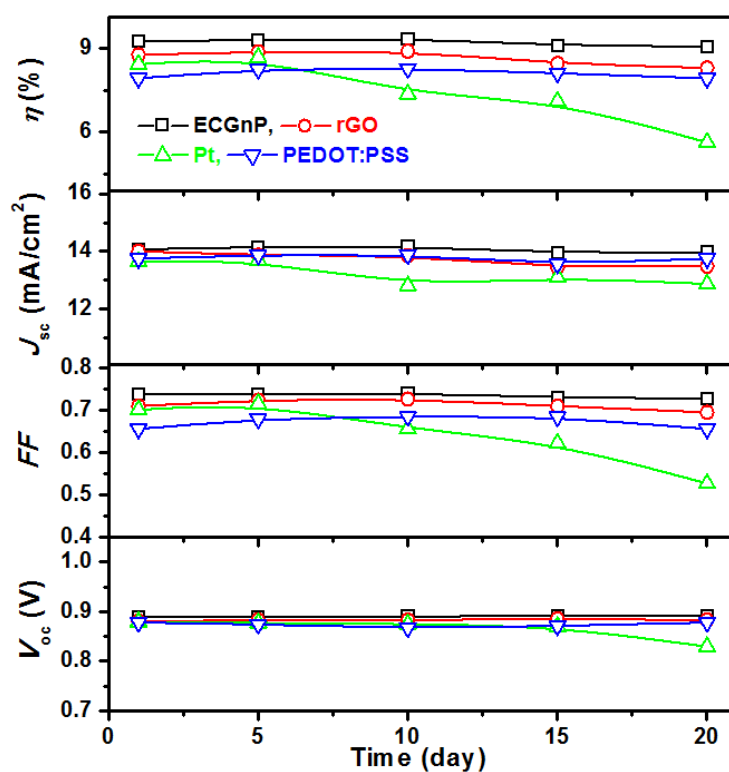 η (%)
9
6
ECGnP, rGO
Pt, PEDOT:PSS
Jsc (mA/cm²)
16
14
12
FF
0.8
0.7
0.6
0.5
0.4
Voc (V)
1.0
0.9
0.8
0.7
0 5 10 15 20
Time (day)